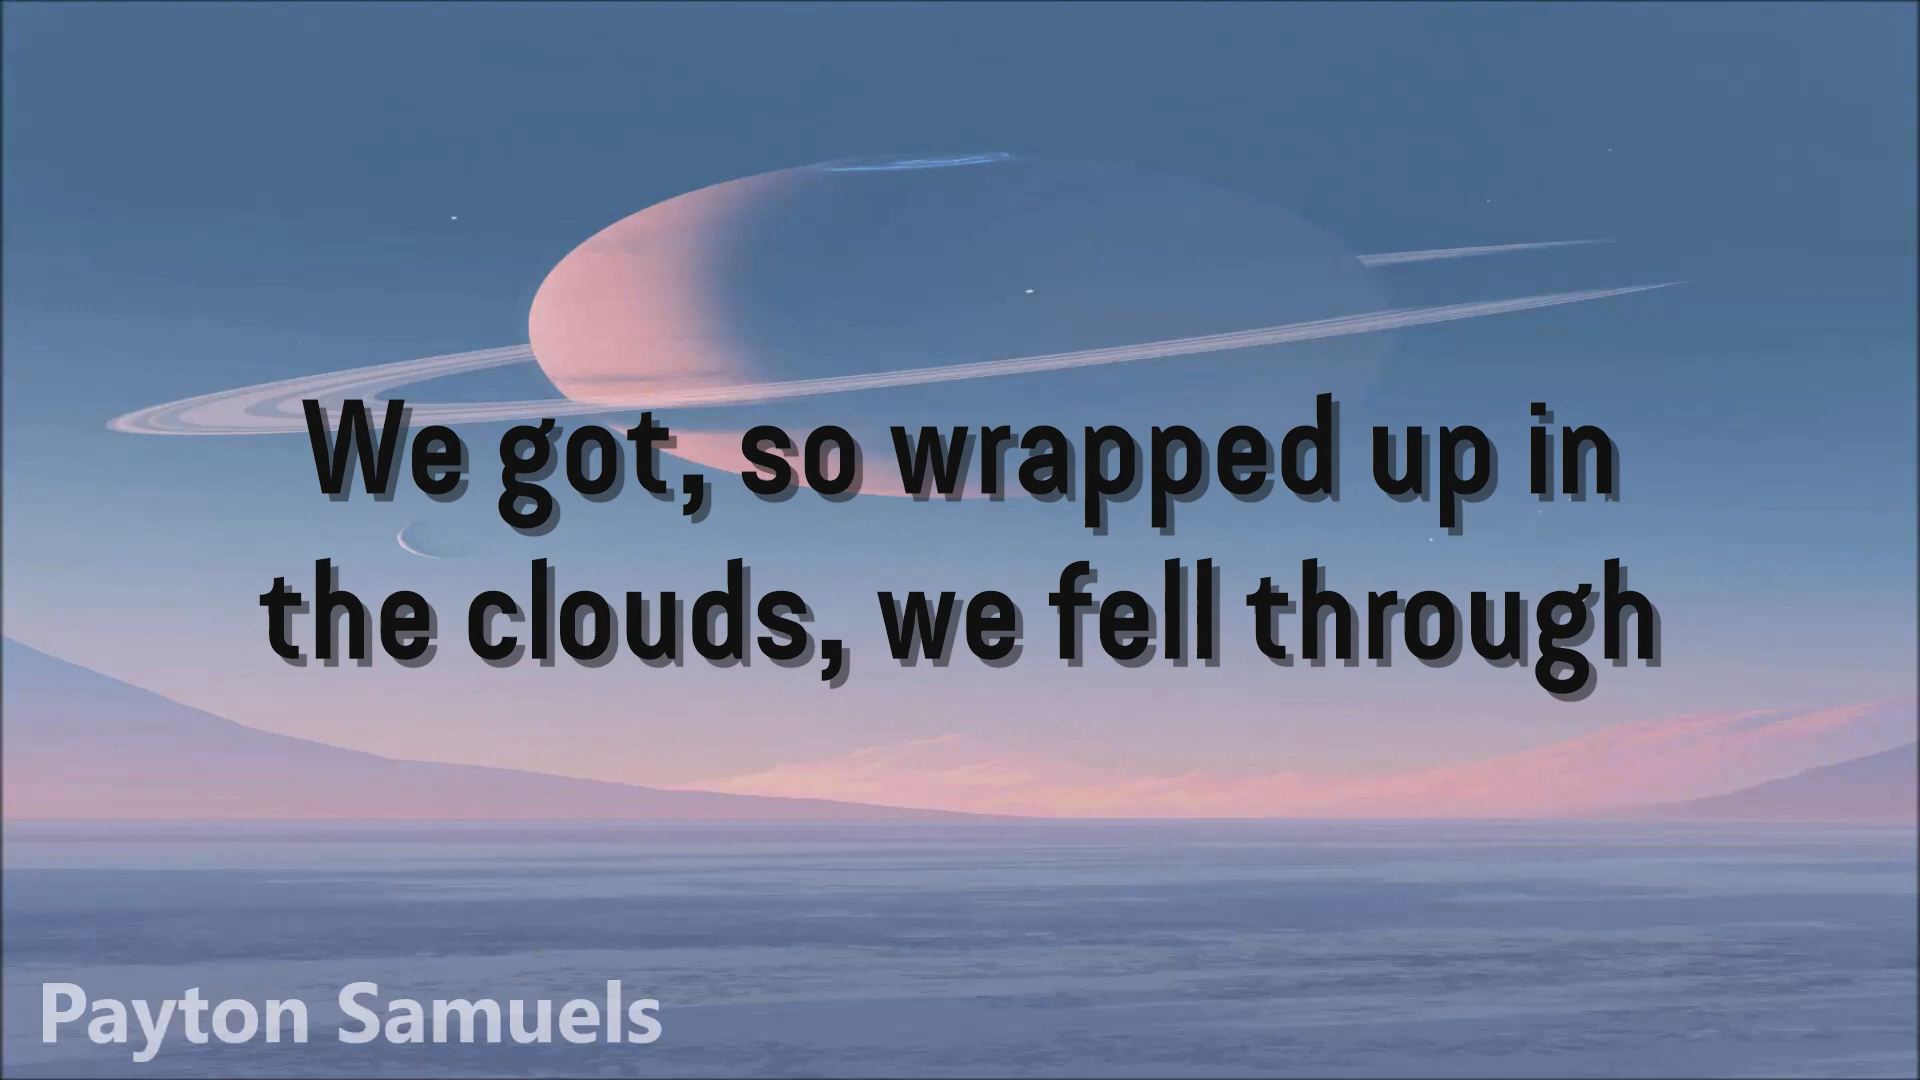 We got, so wrapped up in
the clouds, we fell through
Payton Samuels